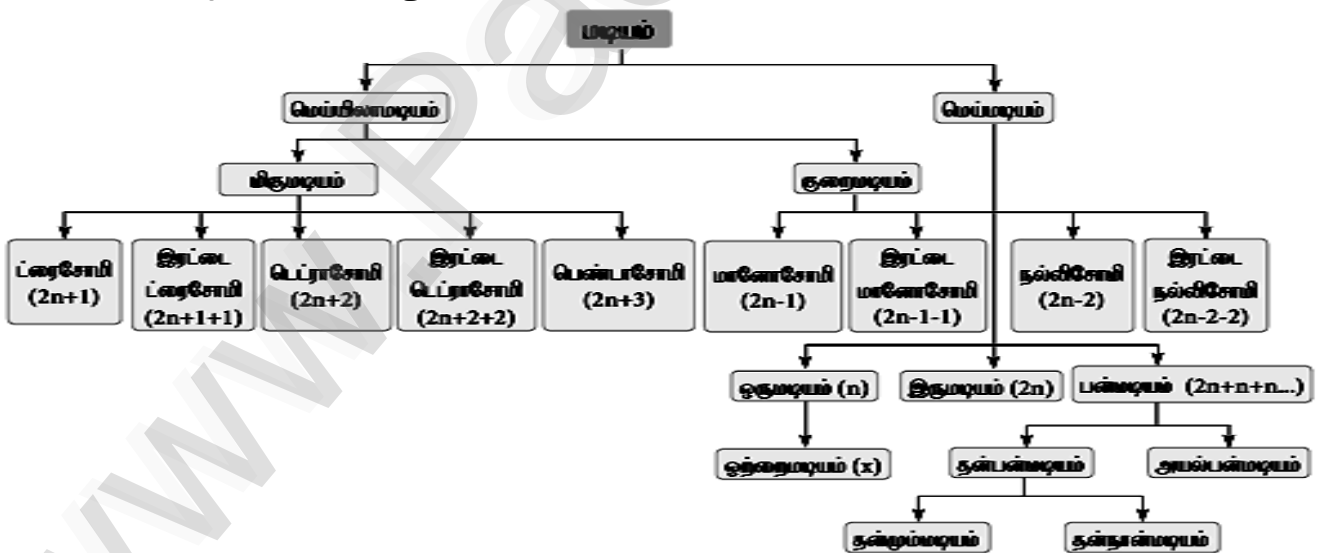 மடியம்
மெய்யிலாமடியம்
மெய்மடியம்
மிகுமடியம்
குறைமடியம்
ட்ரைசோமி
(2n+1)
இரட்டை
ட்ரைசோமி
(2n+1+1)
டெட்ராசோமி
(2n+2)
இரட்டை
டெட்ராசோமி
(2n+2+2)
பெண்டாசோமி
(2n+3)
மானோசோமி
(2n-1)
இரட்டை
மானோசோமி
(2n-1-1)
நல்லிசோமி
(2n-2)
இரட்டை
நல்லிசோமி
(2n-2-2)
ஒருமடியம் (n)
இருமடியம் (2n)
பன்மடியம் (2n+n+n...)
ஒற்றைமடியம் (x)
தன்பன்மடியம்
அயல்பன்மடியம்
தன்மும்மடியம்
தன்நான்மடியம்